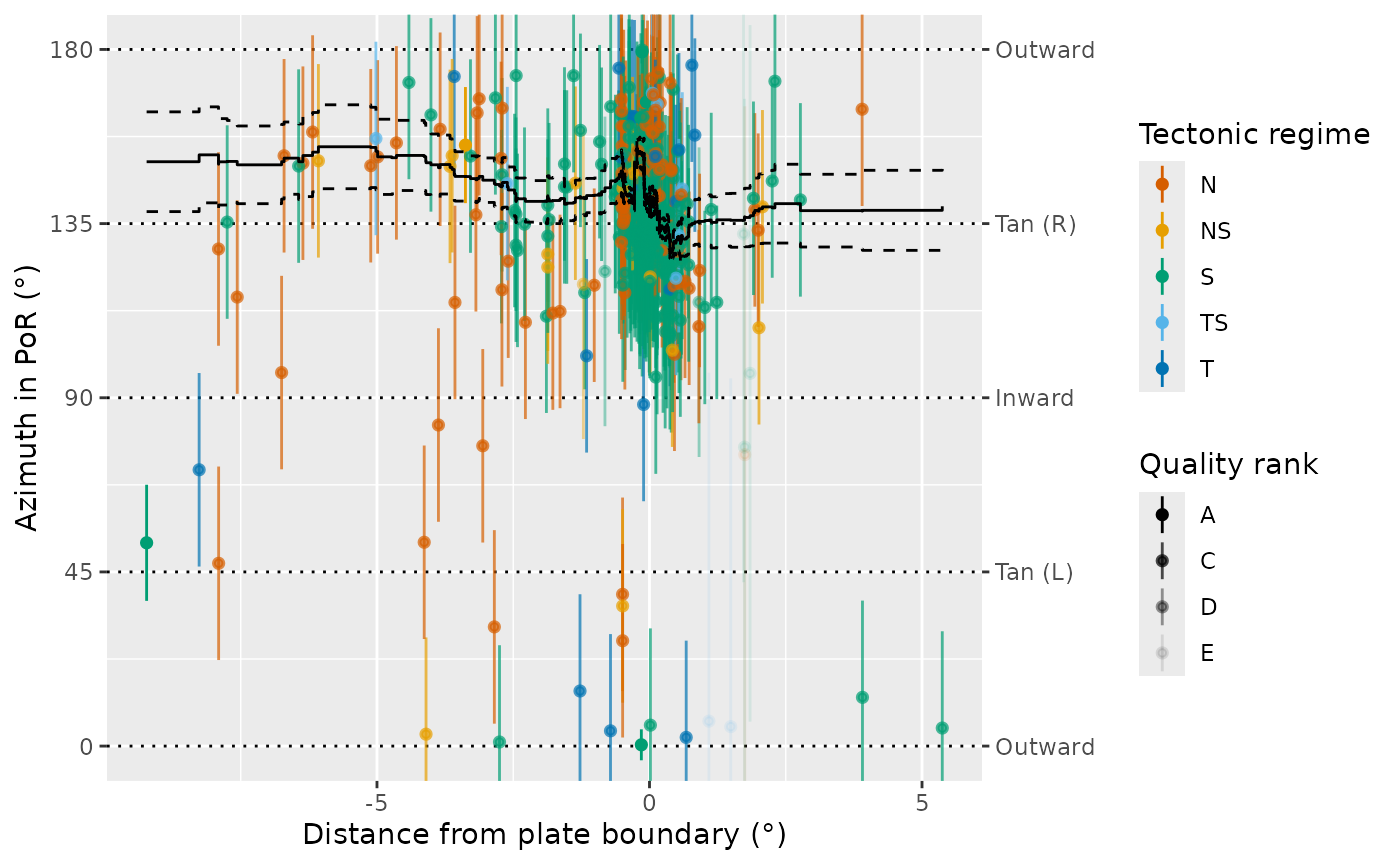 180
135
90
45
0
Azimuth in PoR (°)
-5
0
5
Distance from plate boundary (°)
Outward
Tan (R)
Inward
Tan (L)
Outward
Tectonic regime
N
NS
S
TS
T
Quality rank
A
C
D
E